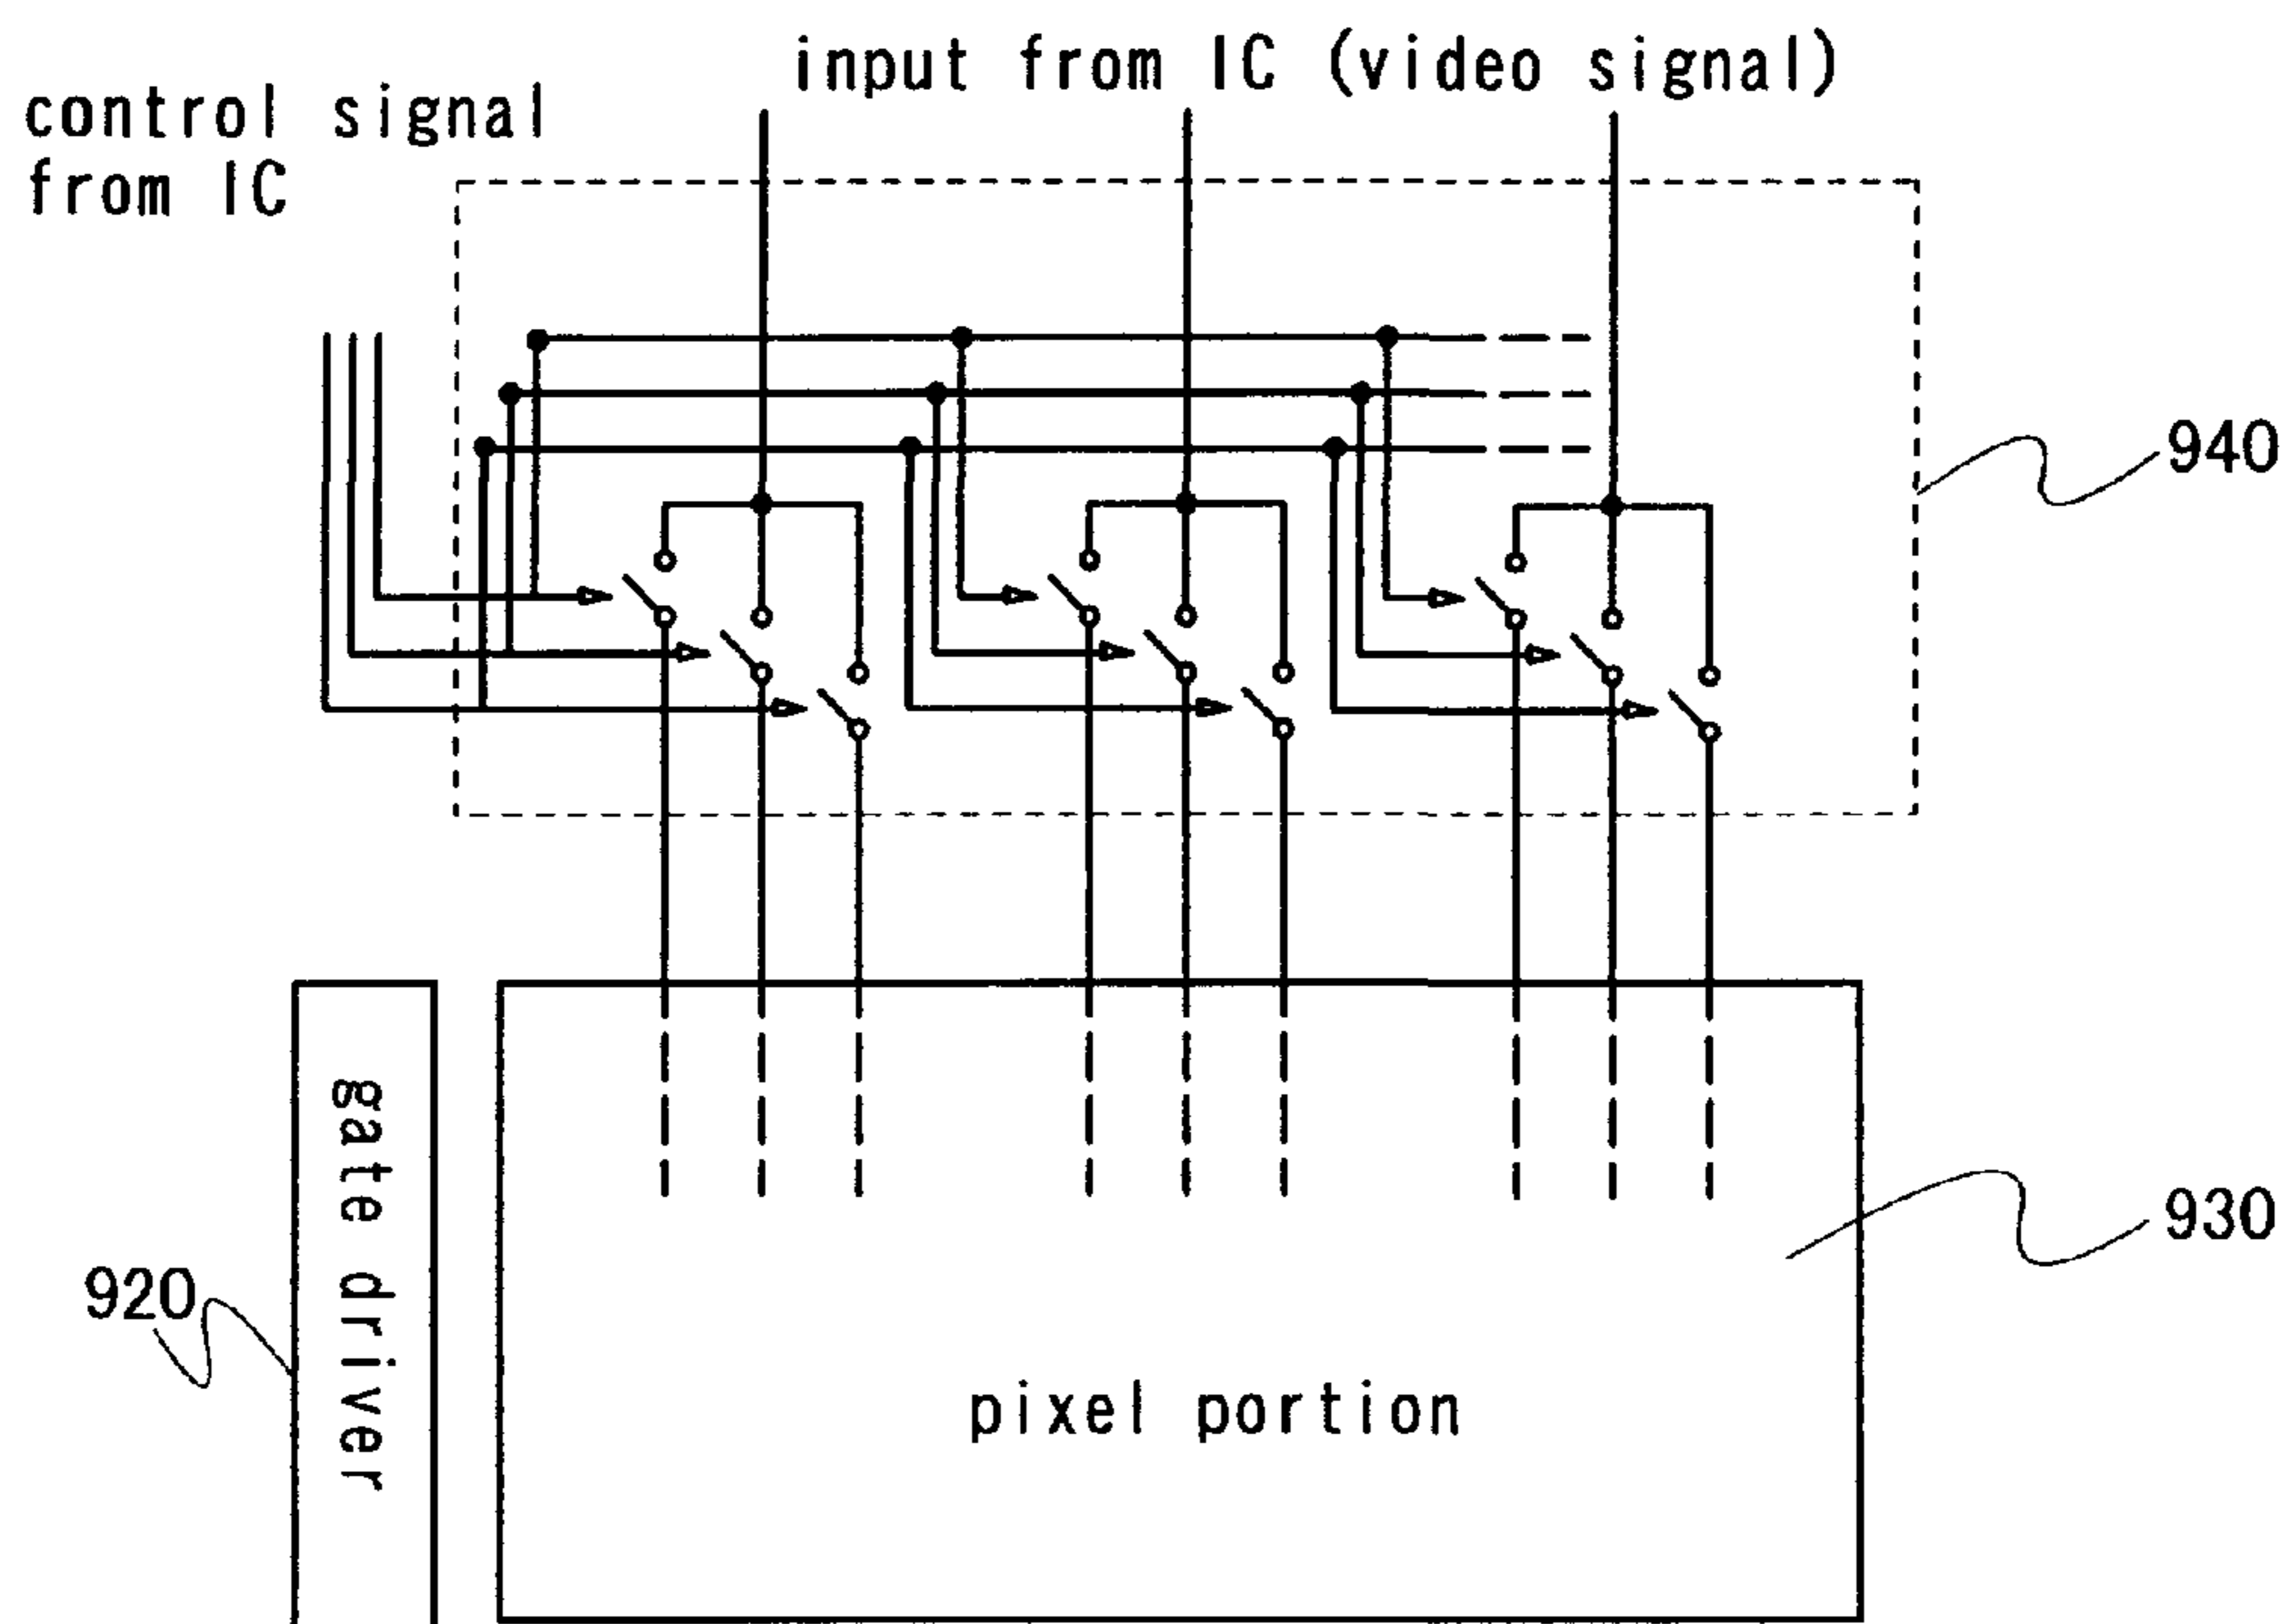 input from IC (video signal)
control signal
from IC
940
930
920
gate driver
pixel portion